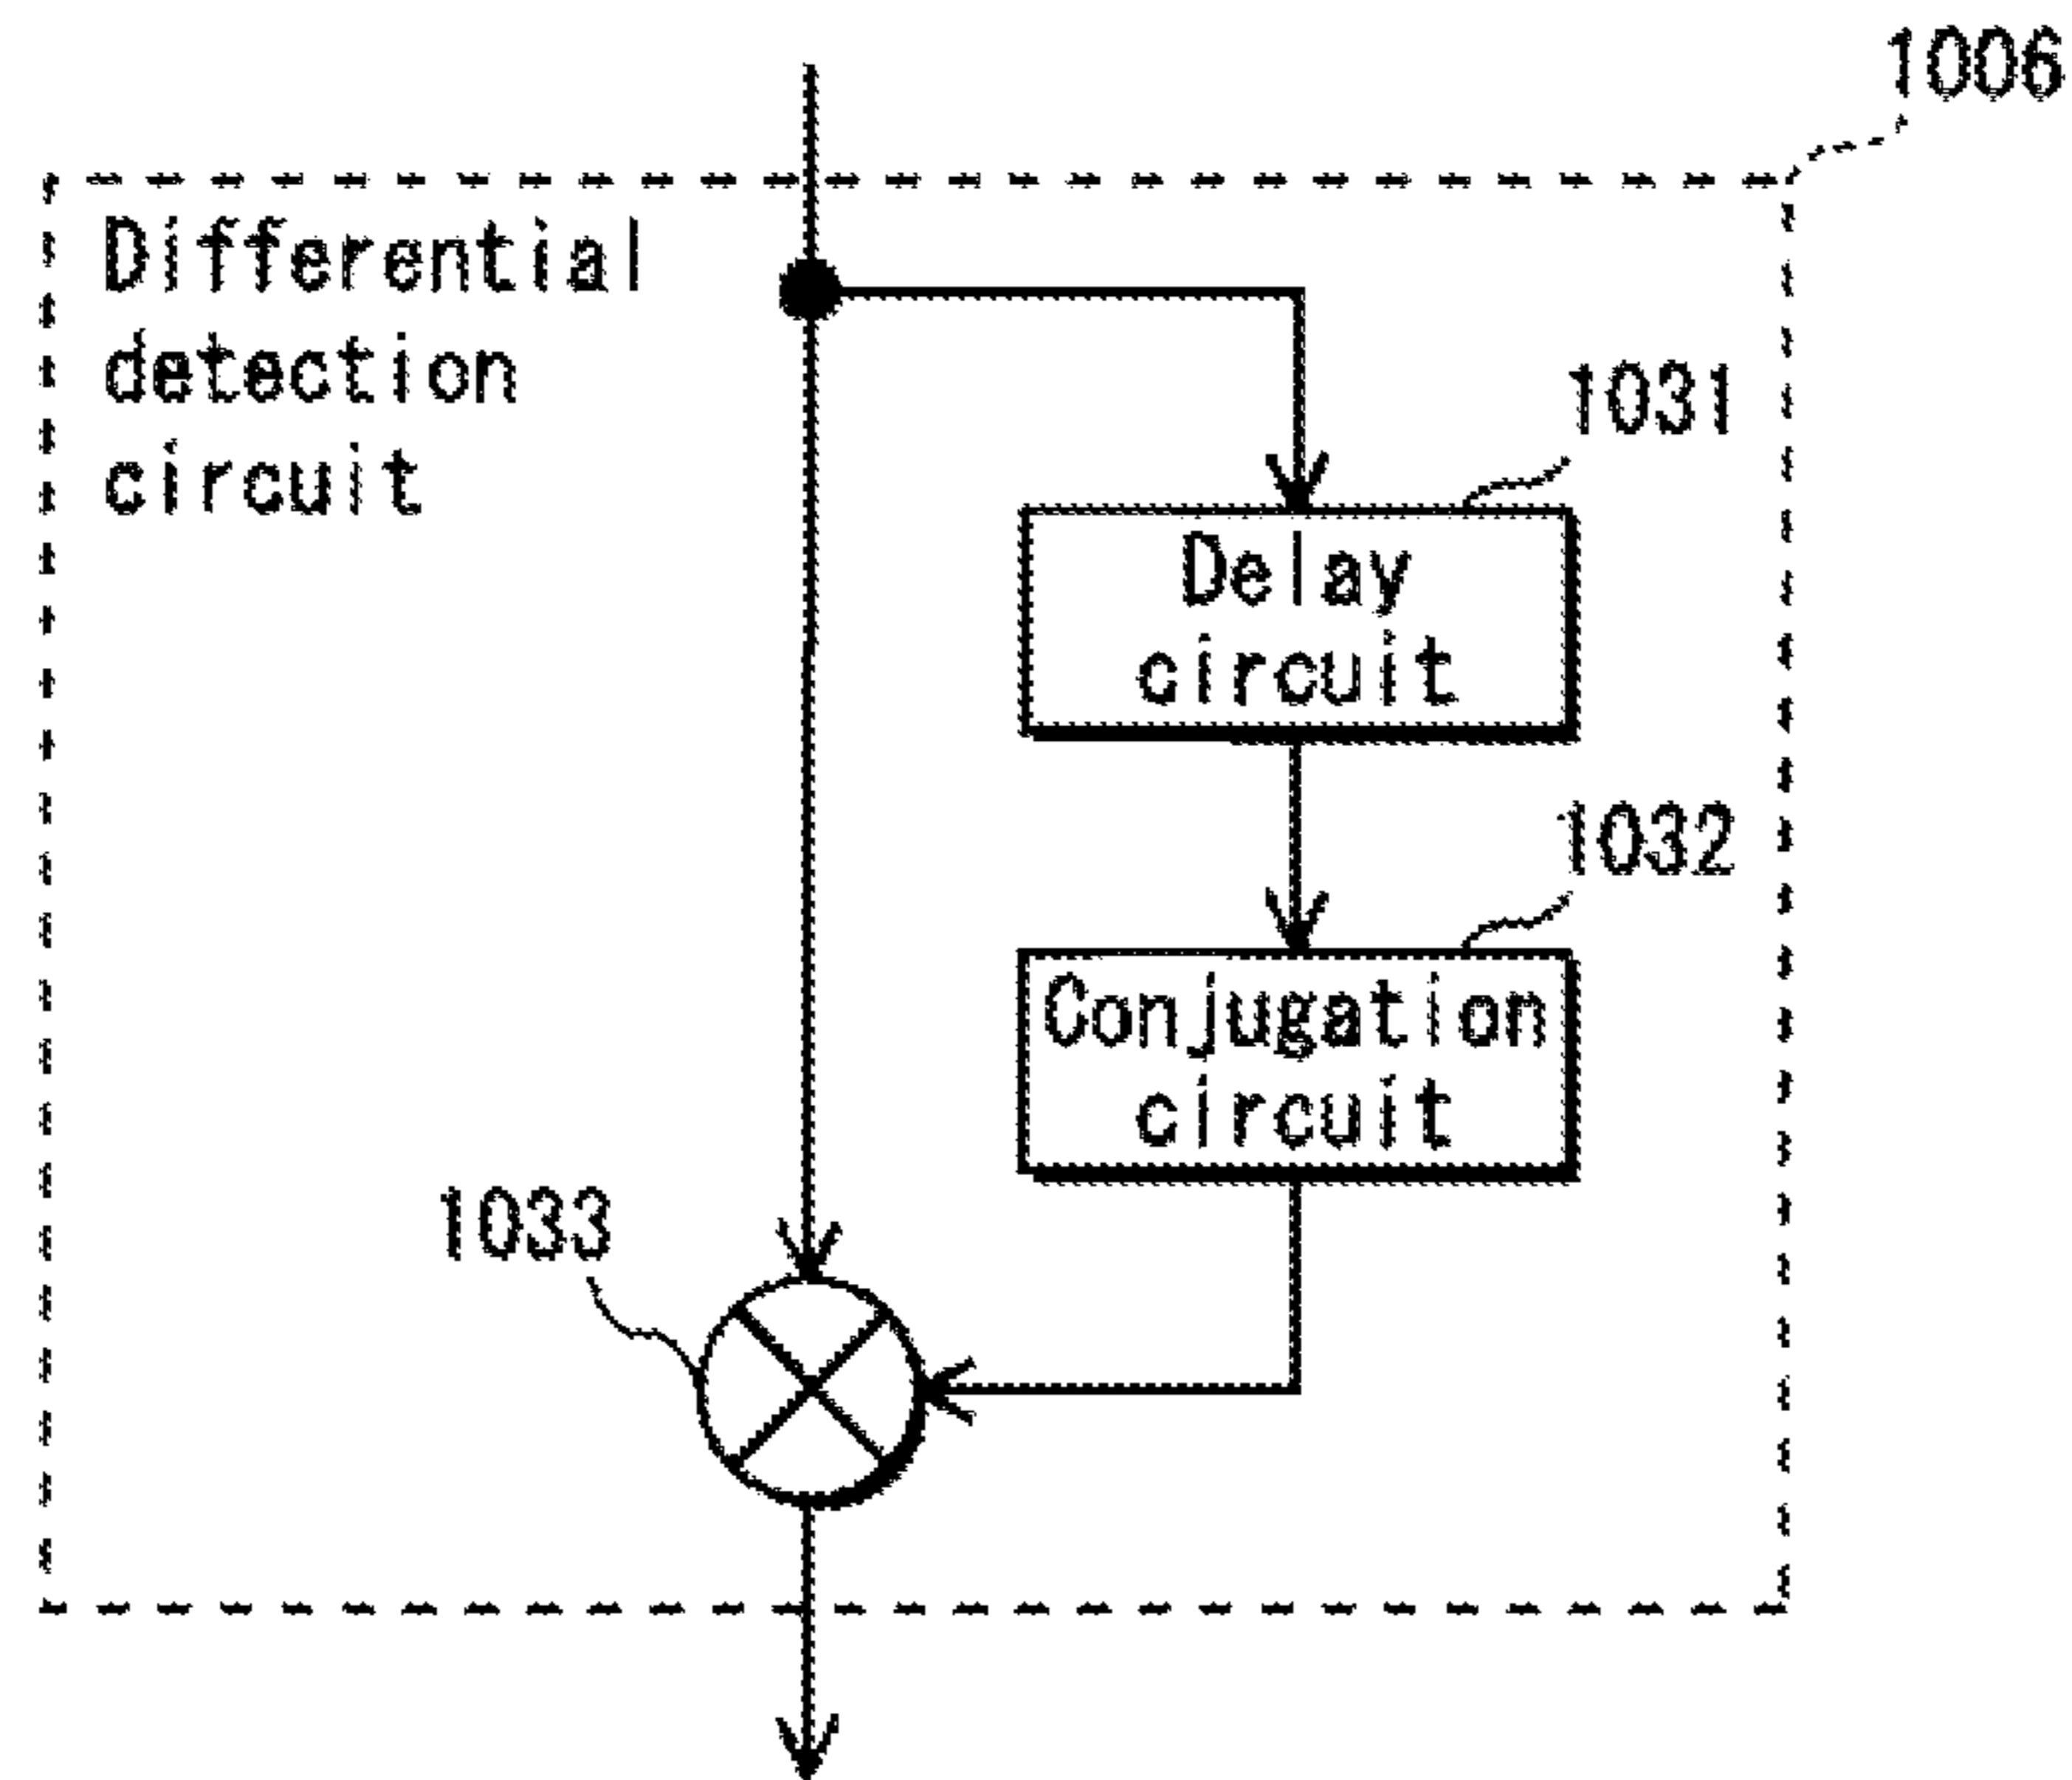 1006
Differential
detection
circuit
1031
Delay
circuit
1032
Conjugation
circuit
1033